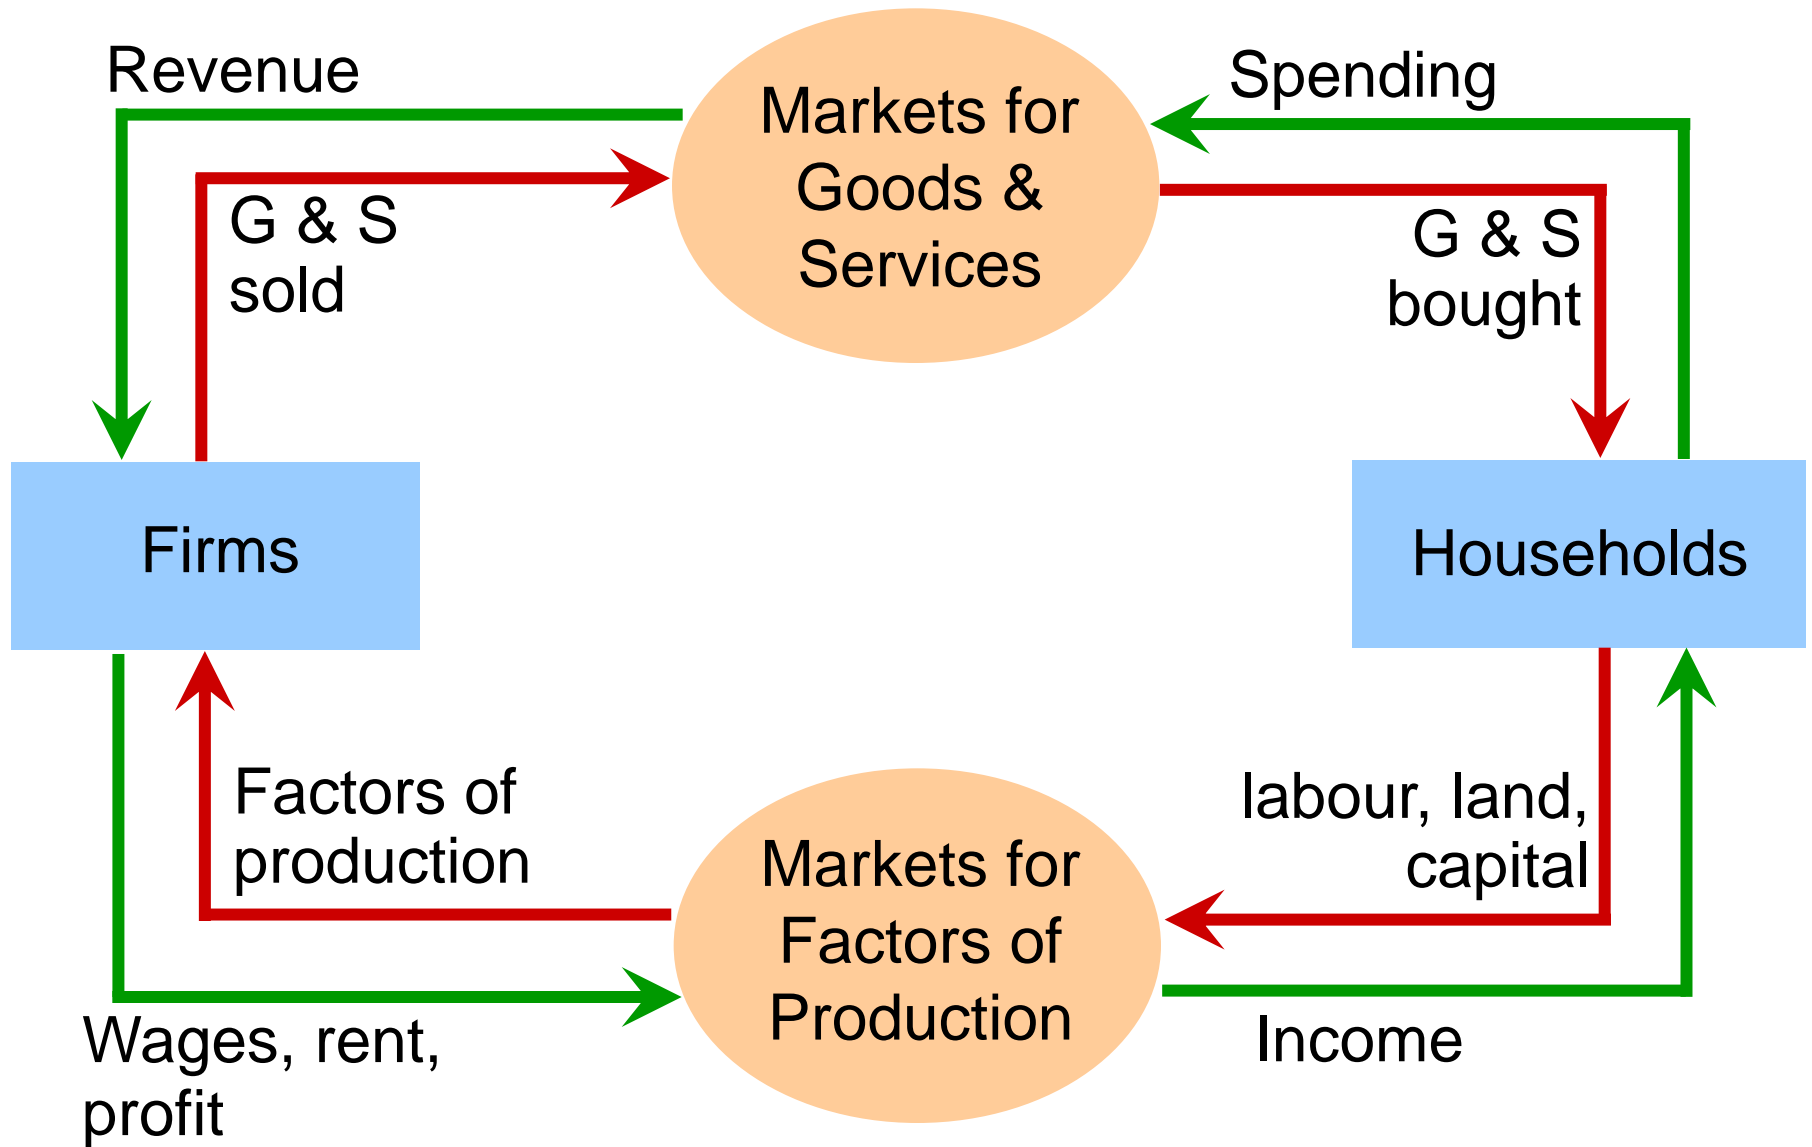 Revenue
Markets for
Goods &
Services
Spending
G & S
sold
G & S
bought
Firms
Households
Factors of
production
labour, land,
capital
Markets for
Factors of
Production
Wages, rent,
profit
Income